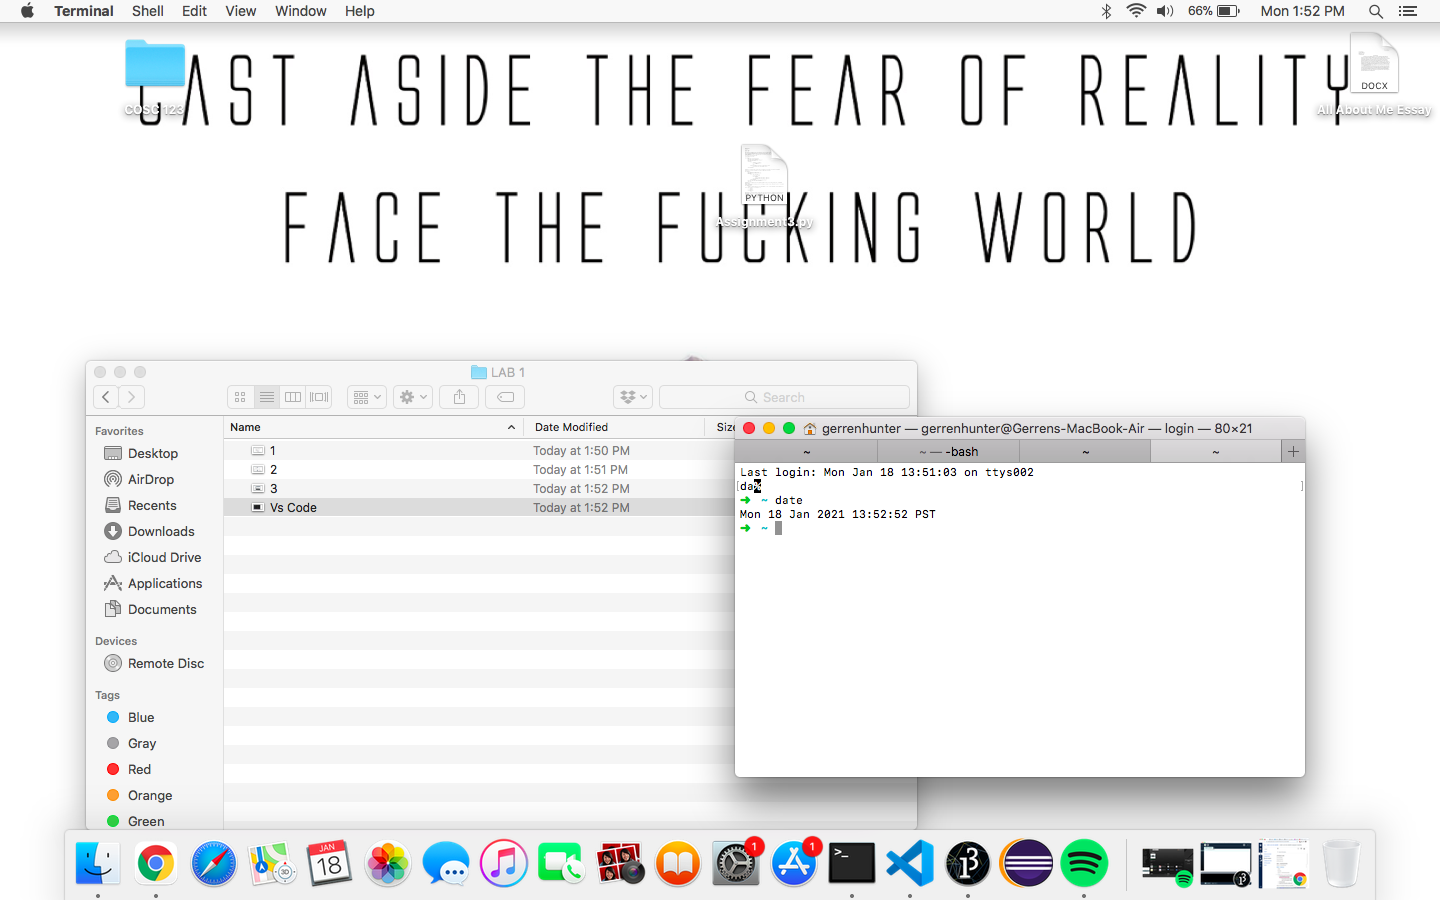 Terminal Shell Edit View Window Help 66% Mon 1:52 PM
CAST ASIDE THE FEAR OF REALITY
COSC 123
DOCX
All About Me Essay
FACE THE FUCKING WORLD
PYTHON
Assignment3.py
LAB 1
Search
Favorites
Desktop
AirDrop
Recents
Downloads
iCloud Drive
Applications
Documents
Devices
Remote Disc
Tags
Blue
Gray
Red
Orange
Green
Name Date Modified Siz
1 Today at 1:50 PM
2 Today at 1:51 PM
3 Today at 1:52 PM
Vs Code Today at 1:52 PM
gerrenhunter — gerrenhunter@Gerrens-MacBook-Air — login — 80×21
~ ~ — -bash ~ ~ +
Last login: Mon Jan 18 13:51:03 on ttys002
[da% ]
➜ ~ date
Mon 18 Jan 2021 13:52:52 PST
➜ ~
JAN
18
3D
1
1
>_